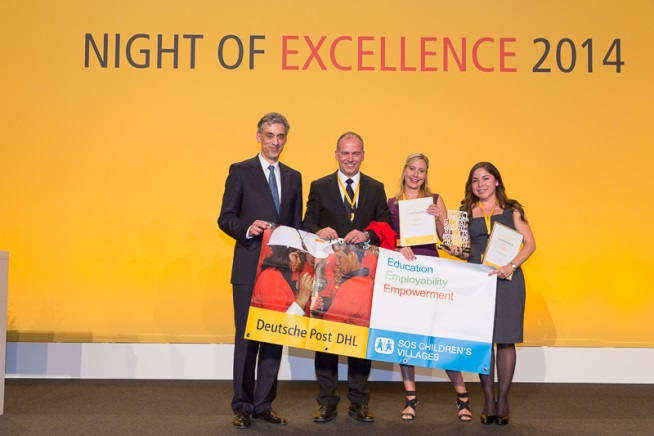 NIGHT OF EXCELLENCE 2014
Education
Employability
Empowerment
Deutsche Post DHL
SOS CHILDREN'S
VILLAGES